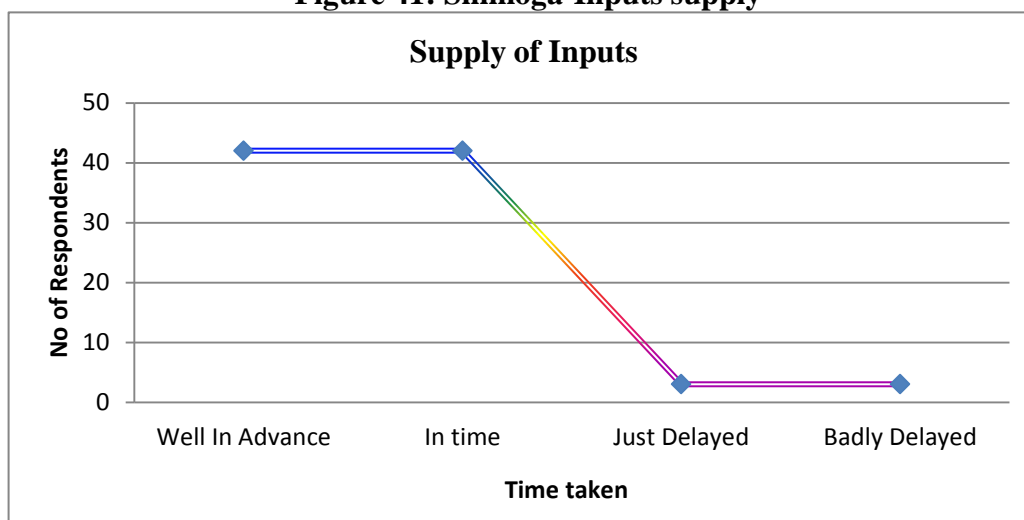 Figure 41: Shimoga-Inputs supply
Supply of Inputs
50
40
30
20
10
0
No of Respondents
Well In Advance
In time
Just Delayed
Badly Delayed
Time taken